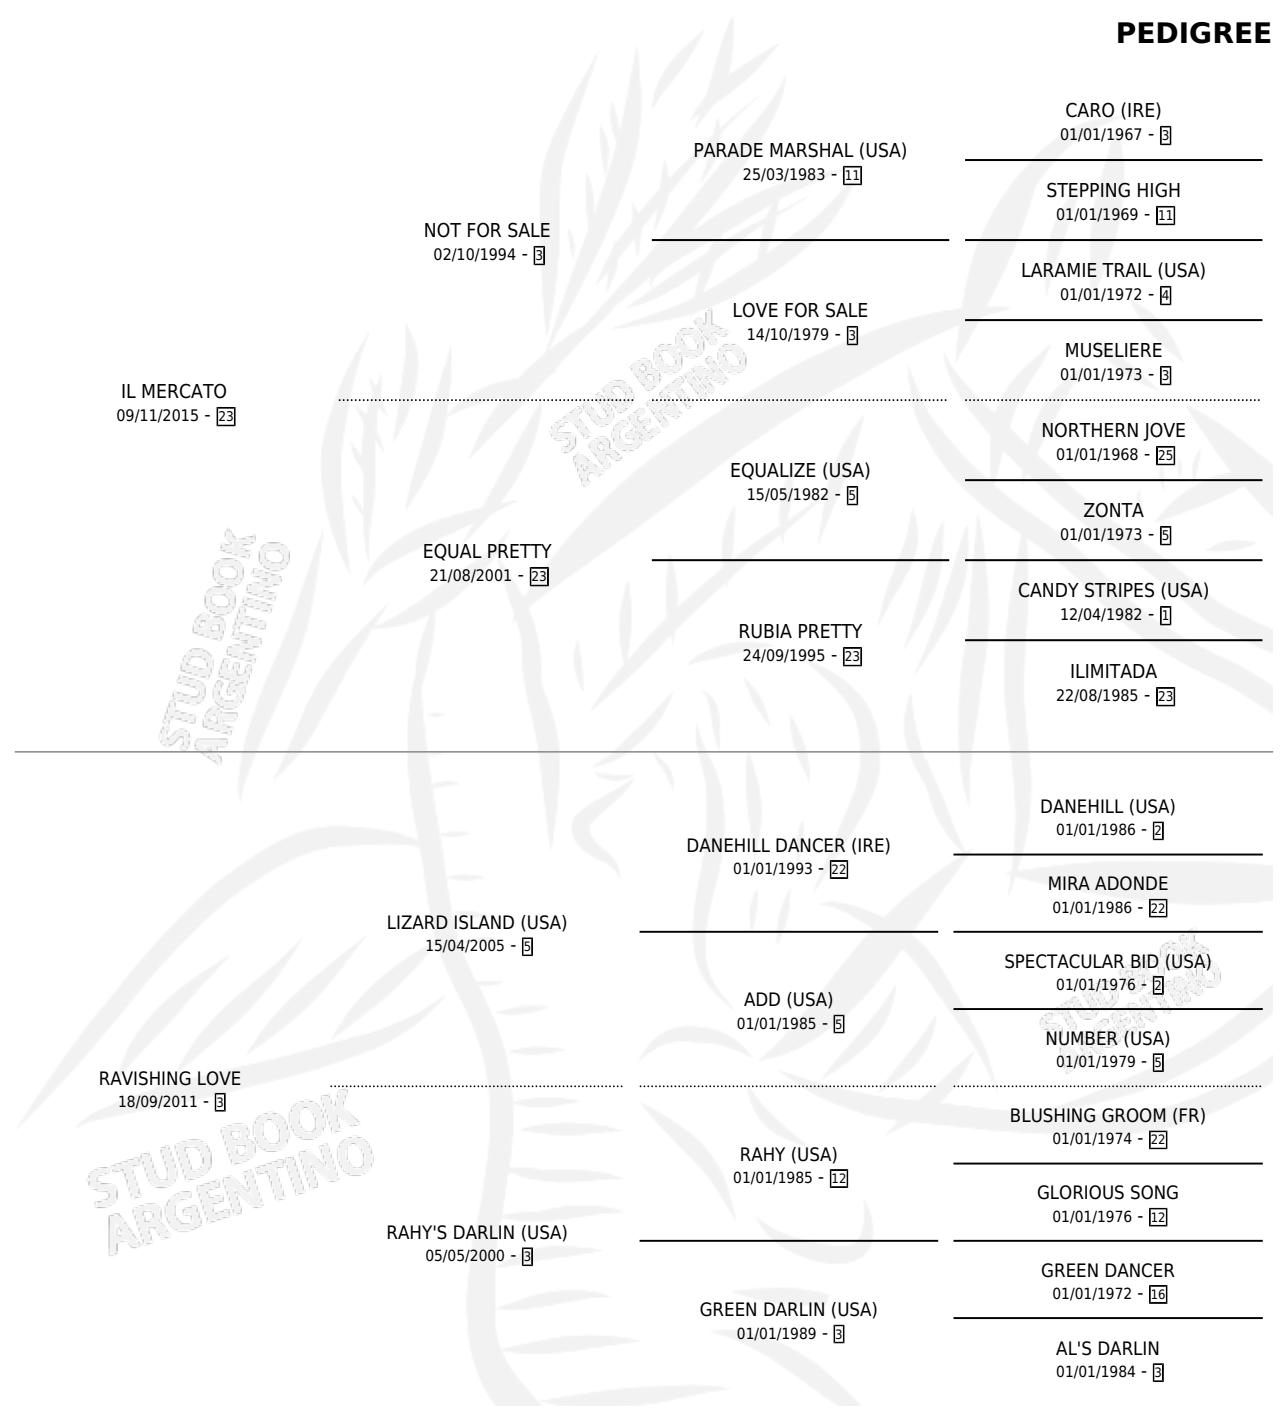 PEDIGREE
CARO (IRE)
01/01/1967 - 3
PARADE MARSHAL (USA)
25/03/1983 - 11
STEPPING HIGH
01/01/1969 - 11
NOT FOR SALE
02/10/1994 - 3
LARAMIE TRAIL (USA)
01/01/1972 - 4
LOVE FOR SALE
14/10/1979 - 3
MUSELIERE
01/01/1973 - 3
IL MERCATO
09/11/2015 - 23
NORTHERN JOVE
01/01/1968 - 25
EQUALIZE (USA)
15/05/1982 - 5
ZONTA
01/01/1973 - 5
EQUAL PRETTY
21/08/2001 - 23
CANDY STRIPES (USA)
12/04/1982 - 1
RUBIA PRETTY
24/09/1995 - 23
ILIMITADA
22/08/1985 - 23
DANEHILL (USA)
01/01/1986 - 2
DANEHILL DANCER (IRE)
01/01/1993 - 22
MIRA ADONDE
01/01/1986 - 22
LIZARD ISLAND (USA)
15/04/2005 - 5
SPECTACULAR BID (USA)
01/01/1976 - 2
ADD (USA)
01/01/1985 - 5
NUMBER (USA)
01/01/1979 - 5
RAVISHING LOVE
18/09/2011 - 3
BLUSHING GROOM (FR)
01/01/1974 - 22
RAHY (USA)
01/01/1985 - 12
GLORIOUS SONG
01/01/1976 - 12
RAHY'S DARLIN (USA)
05/05/2000 - 3
GREEN DANCER
01/01/1972 - 16
GREEN DARLIN (USA)
01/01/1989 - 3
AL'S DARLIN
01/01/1984 - 3
STUD BOOK
ARGENTINO
STUD BOOK
ARGENTINO
STUD BOOK
ARGENTINO
STUD BOOK
ARGENTINO